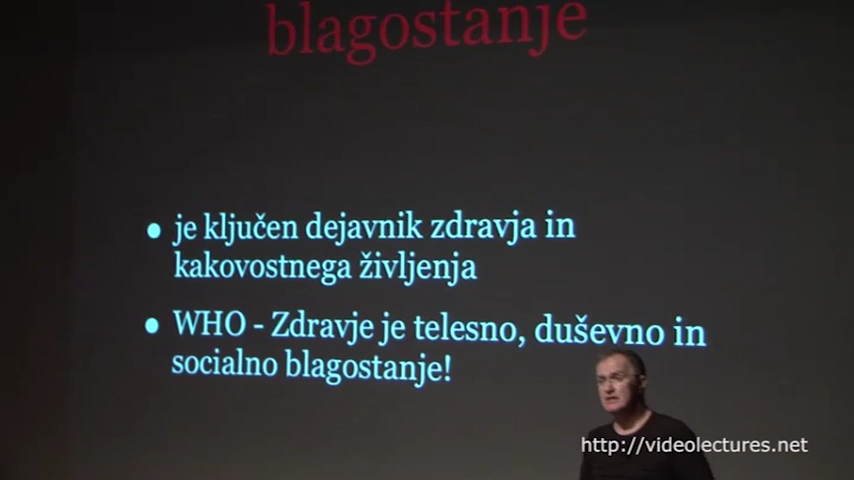 blagostanje
• je ključen dejavnik zdravja in
kakovostnega življenja
• WHO - Zdravje je telesno, duševno in
socialno blagostanje!
http://videolectures.net